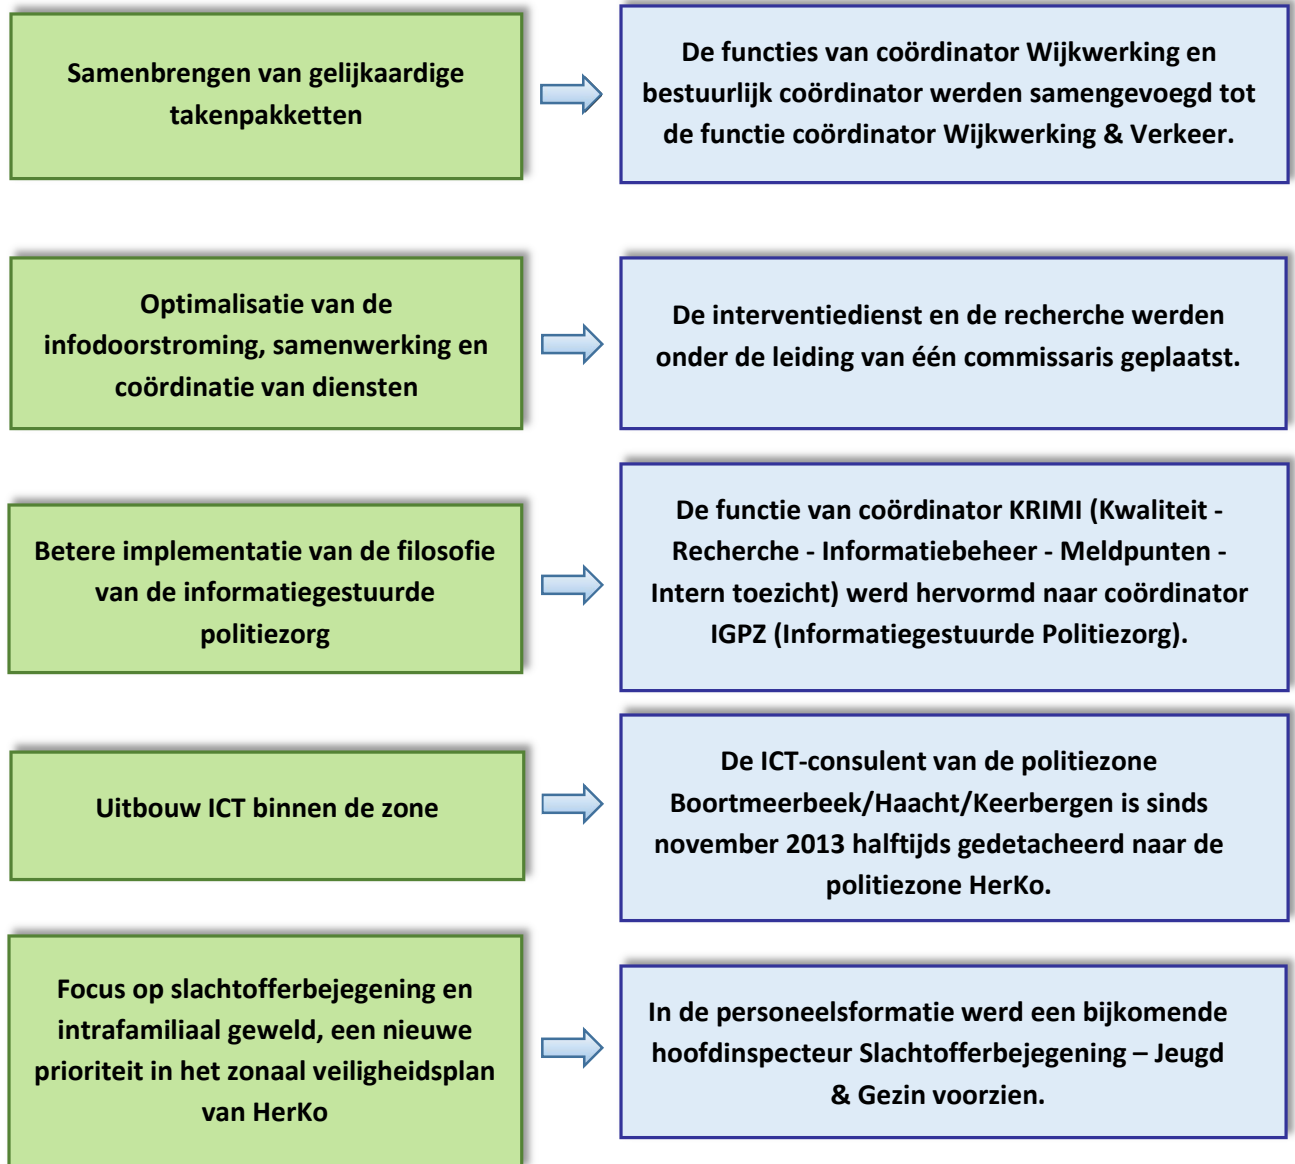 Samenbrengen van gelijkaardige
takenpakketten
De functies van coördinator Wijkwerking en
bestuurlijk coördinator werden samengevoegd tot
de functie coördinator Wijkwerking & Verkeer.
Optimalisatie van de
infodoorstroming, samenwerking en
coördinatie van diensten
De interventiedienst en de recherche werden
onder de leiding van één commissaris geplaatst.
Betere implementatie van de filosofie
van de informatiegestuurde
politiezorg
De functie van coördinator KRIMI (Kwaliteit -
Recherche - Informatiebeheer - Meldpunten -
Intern toezicht) werd hervormd naar coördinator
IGPZ (Informatiegestuurde Politiezorg).
Uitbouw ICT binnen de zone
De ICT-consulent van de politiezone
Boortmeerbeek/Haacht/Keerbergen is sinds
november 2013 halftijds gedetacheerd naar de
politiezone HerKo.
Focus op slachtofferbejegening en
intrafamiliaal geweld, een nieuwe
prioriteit in het zonaal veiligheidsplan
van HerKo
In de personeelsformatie werd een bijkomende
hoofdinspecteur Slachtofferbejegening – Jeugd
& Gezin voorzien.